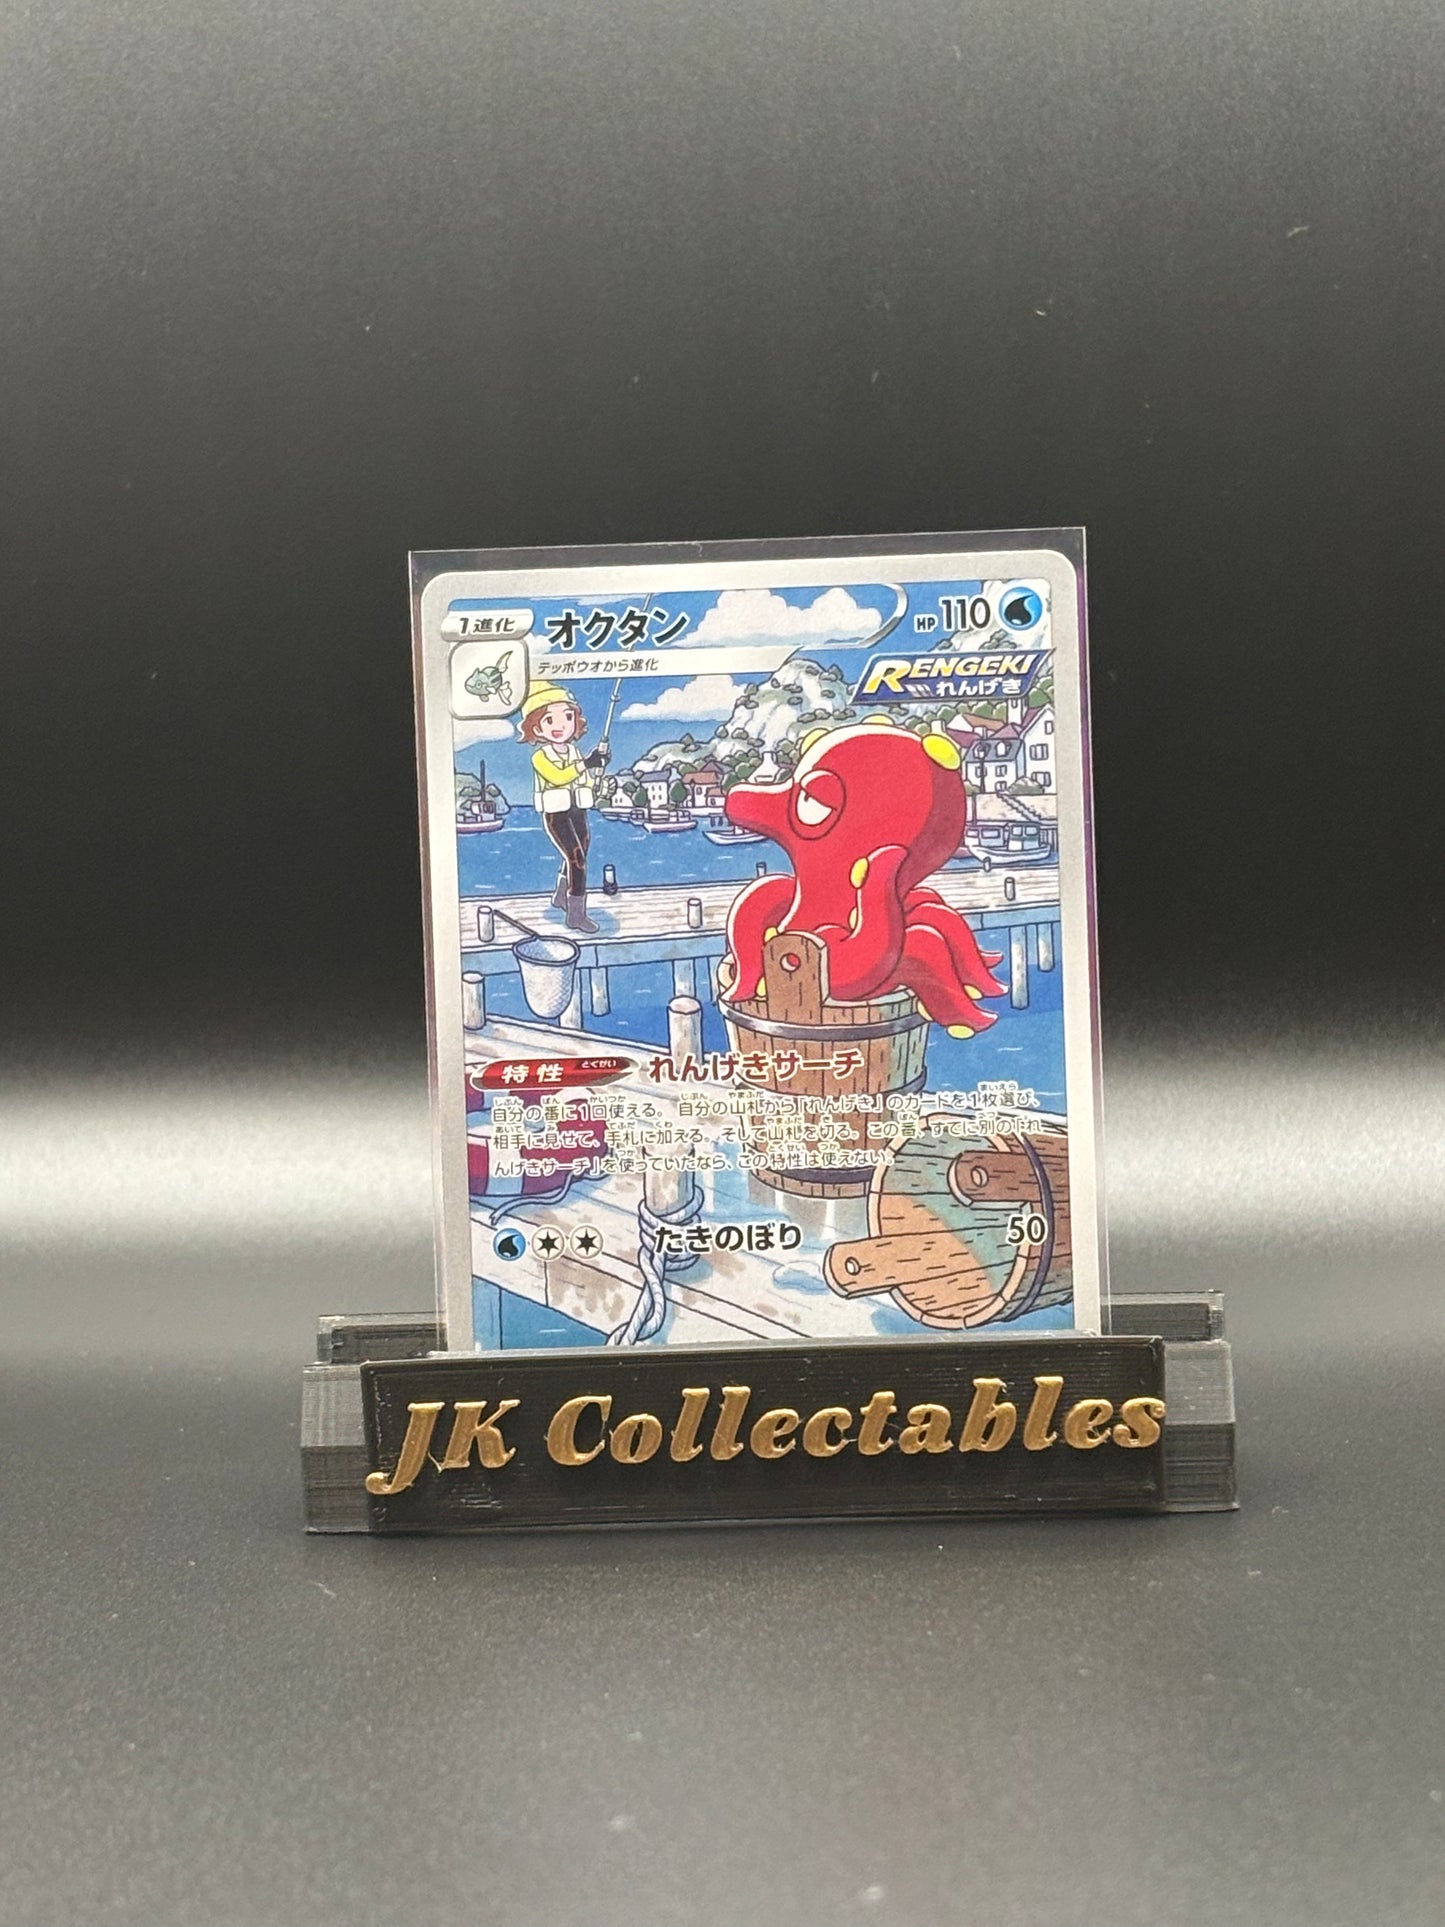 1進化 オクタン HP 110
テッポウオから進化
RENGEKI
れんげき
特性 とくせい れんげきサーチ
自分の番に1回使える。自分の山札から「れんげき」のカードを1枚選び、
相手に見せて、手札に加える。そして山札を切る。この番、すでに別の「れ
んげきサーチ」を使っていたなら、この特性は使えない。
たきのぼり 50
JK Collectables